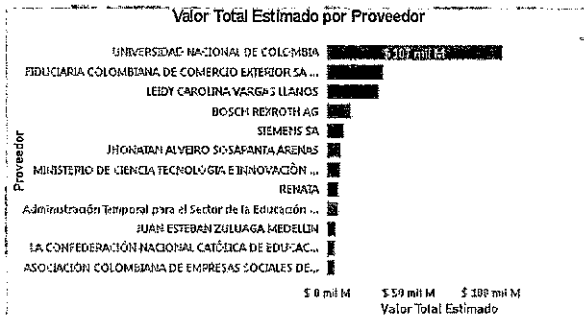 Valor Total Estimado por Proveedor
UNIVERSIDAD NACIONAL DE COLOMBIA
$ 107 mil M
FIDUCIARIA COLOMBIANA DE COMERCIO EXTERIOR SA ...
LEIDY CAROLINA VARGAS LLANOS
BOSCH REXROTH AG
SIEMENS SA
JHONATAN ALVEIRO SOSAPANTA ARENAS
MINISTERIO DE CIENCIA TECNOLOGIA E INNOVACIÓN ...
RENATA
Administración Temporal para el Sector de la Educación ...
JUAN ESTEBAN ZULUAGA MEDELLIN
LA CONFEDERACIÓN NACIONAL CATÓLICA DE EDUCAC...
ASOCIACIÓN COLOMBIANA DE EMPRESAS SOCIALES DE...
Proveedor
$ 0 mil M $ 50 mil M $ 100 mil M
Valor Total Estimado